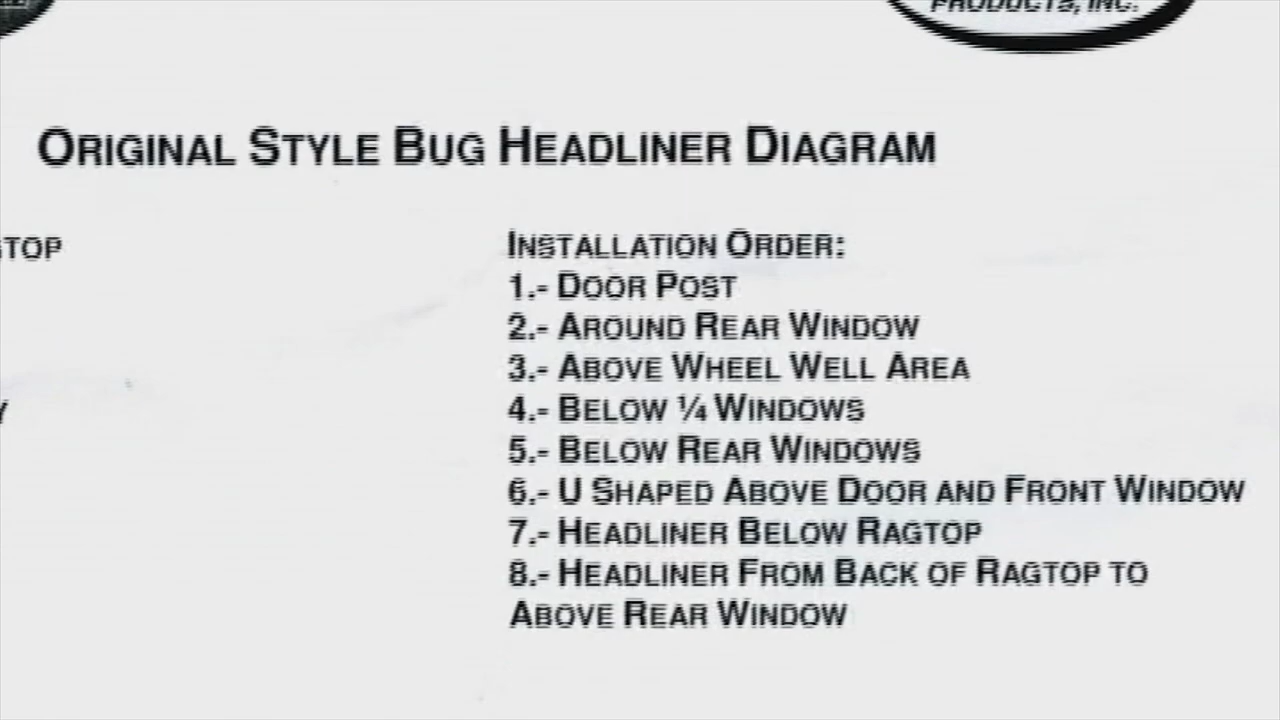 PRODUCTS, INC.
ORIGINAL STYLE BUG HEADLINER DIAGRAM
INSTALLATION ORDER:
1.- DOOR POST
2.- AROUND REAR WINDOW
3.- ABOVE WHEEL WELL AREA
4.- BELOW ¼ WINDOWS
5.- BELOW REAR WINDOWS
6.- U SHAPED ABOVE DOOR AND FRONT WINDOW
7.- HEADLINER BELOW RAGTOP
8.- HEADLINER FROM BACK OF RAGTOP TO
ABOVE REAR WINDOW